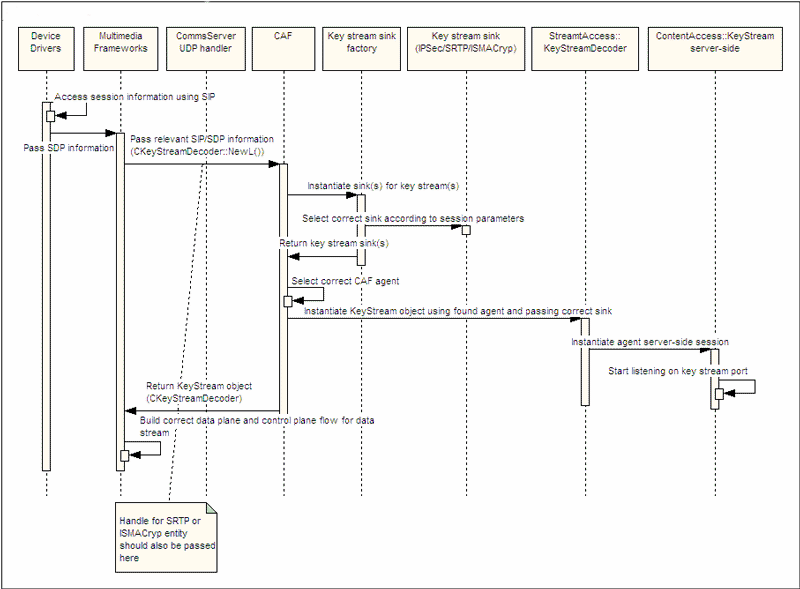 Device
Drivers
Multimedia
Frameworks
CommsServer
UDP handler
CAF
Key stream sink
factory
Key stream sink
(IPSec/SRTP/ISMACryp)
StreamtAccess::
KeyStreamDecoder
ContentAccess::KeyStream
server-side
Access session information using SIP
Pass SDP information
Pass relevant SIP/SDP information
(CKeyStreamDecoder::NewL())
Instantiate sink(s) for key stream(s)
Select correct sink according to session parameters
Return key stream sink(s)
Select correct CAF agent
Instantiate KeyStream object using found agent and passing correct sink
Instantiate agent server-side session
Start listening on key stream port
Return KeyStream object
(CKeyStreamDecoder)
Build correct data plane and control plane flow for data
stream
Handle for SRTP or
ISMACryp entity
should also be passed
here